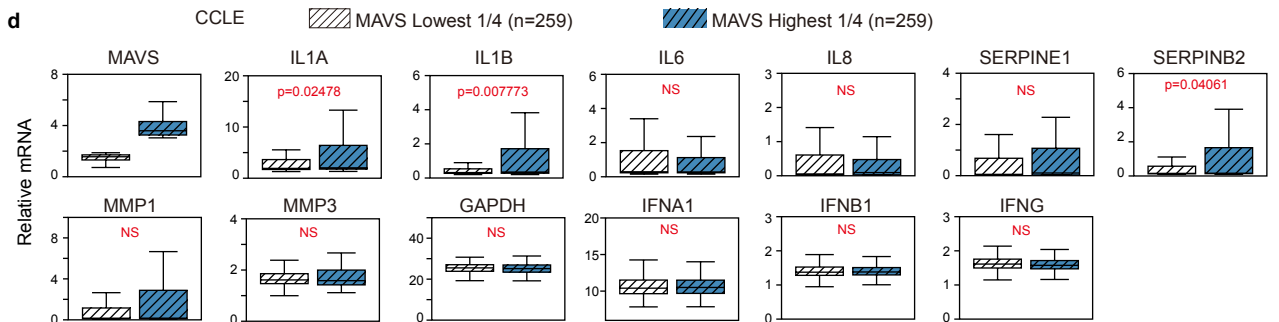 d
CCLE
MAVS Lowest 1/4 (n=259)
MAVS Highest 1/4 (n=259)
Relative mRNA
MAVS
8
4
0
IL1A
p=0.02478
20
15
10
5
0
IL1B
p=0.007773
6
4
2
0
IL6
NS
6
4
2
0
IL8
NS
3
2
1
0
SERPINE1
NS
4
3
2
1
0
SERPINB2
p=0.04061
6
4
2
0
MMP1
NS
8
4
0
MMP3
NS
4
2
0
GAPDH
NS
40
20
0
IFNA1
NS
20
15
10
IFNB1
NS
3
2
1
0
IFNG
NS
3
2
1
0